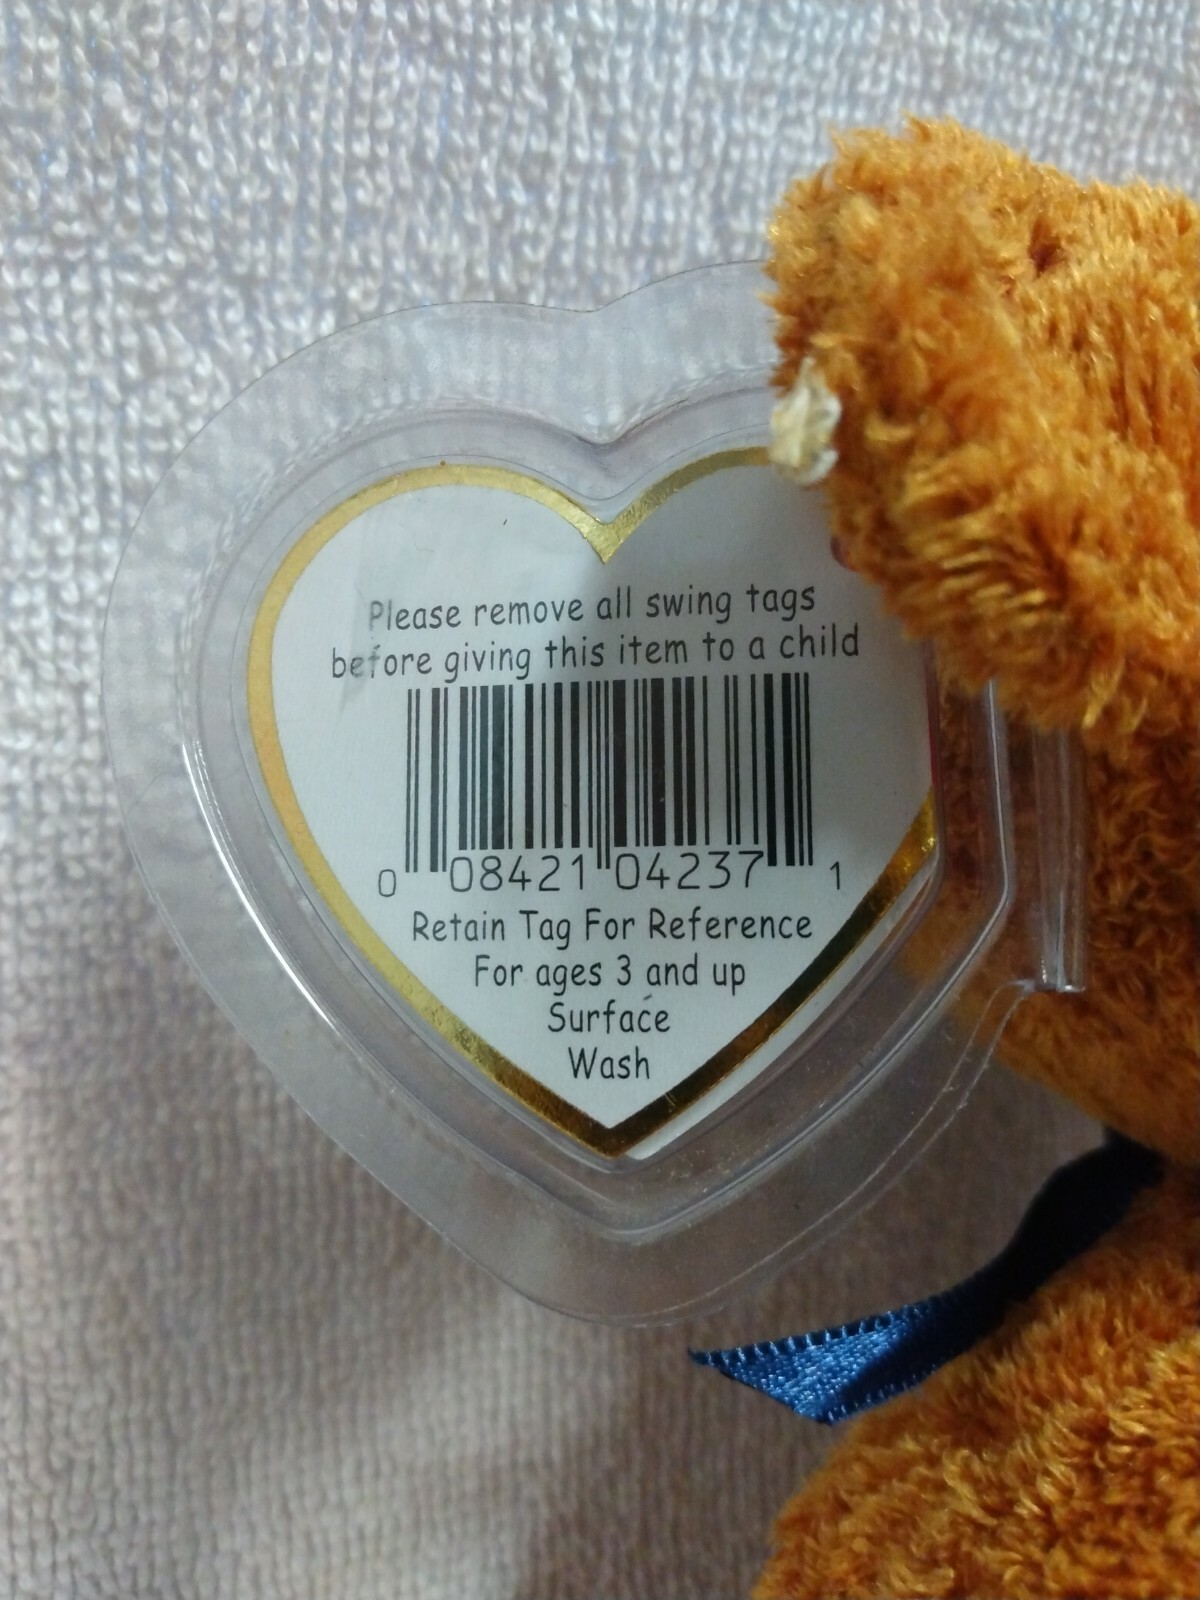 Please remove all swing tags
before giving this item to a child
0 08421 04237 1
Retain Tag For Reference
For ages 3 and up
Surface
Wash